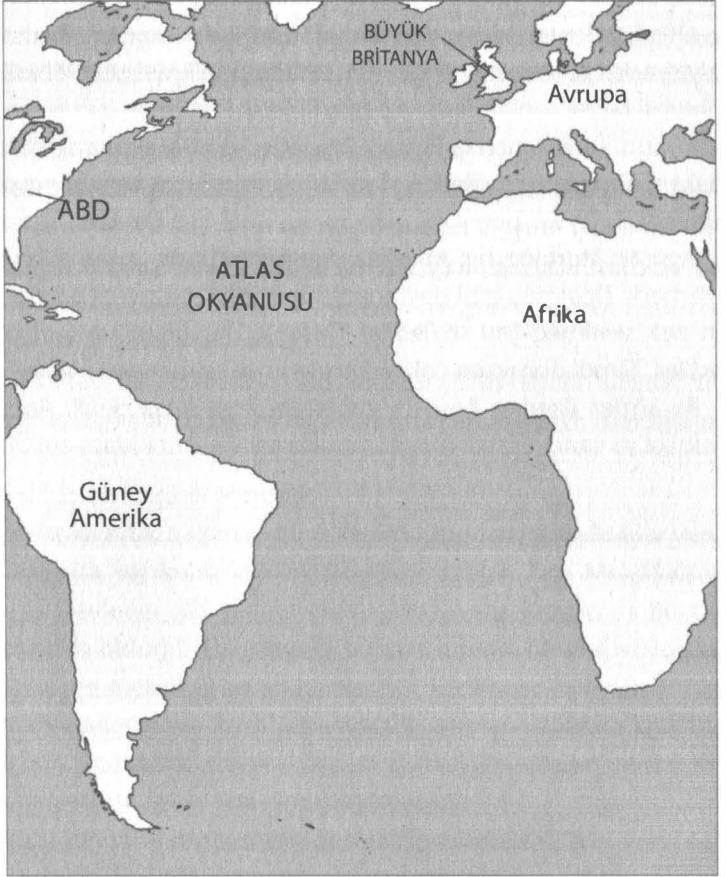 BÜYÜK
BRİTANYA
Avrupa
ABD
ATLAS
OKYANUSU
Afrika
Güney
Amerika